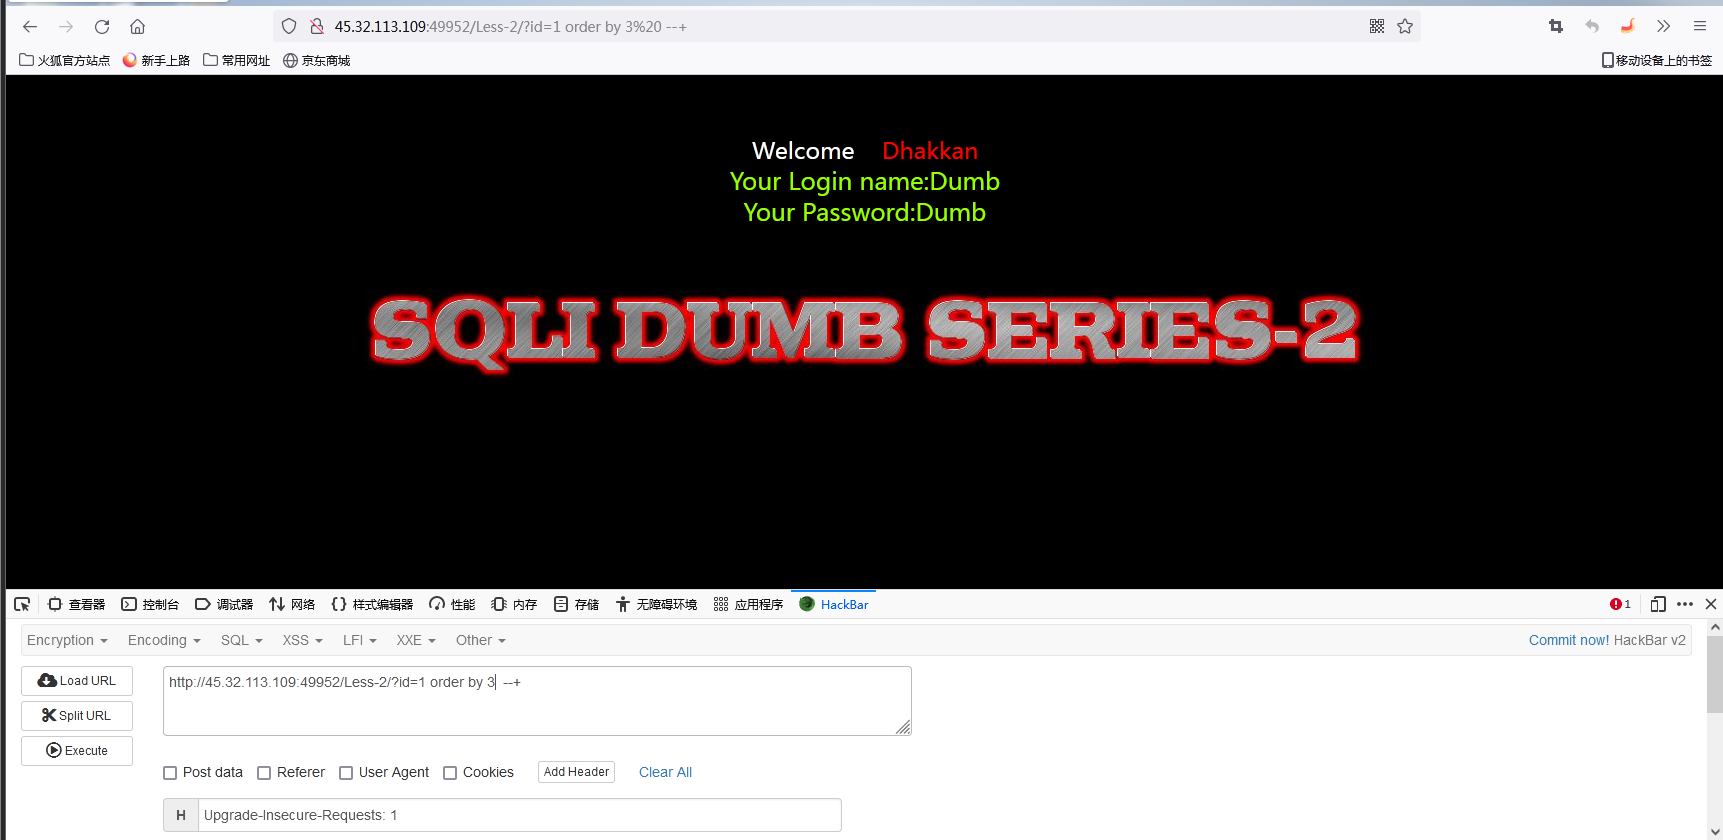 45.32.113.109:49952/Less-2/?id=1 order by 3%20 --+
火狐官方站点 新手上路 常用网址 京东商城 移动设备上的书签
Welcome Dhakkan
Your Login name:Dumb
Your Password:Dumb
SQLI DUMB SERIES-2
查看器 控制台 调试器 网络 样式编辑器 性能 内存 存储 无障碍环境 应用程序 HackBar 1
Encryption Encoding SQL XSS LFI XXE Other Commit now! HackBar v2
Load URL http://45.32.113.109:49952/Less-2/?id=1 order by 3 --+
Split URL
Execute
Post data Referer User Agent Cookies Add Header Clear All
H Upgrade-Insecure-Requests: 1